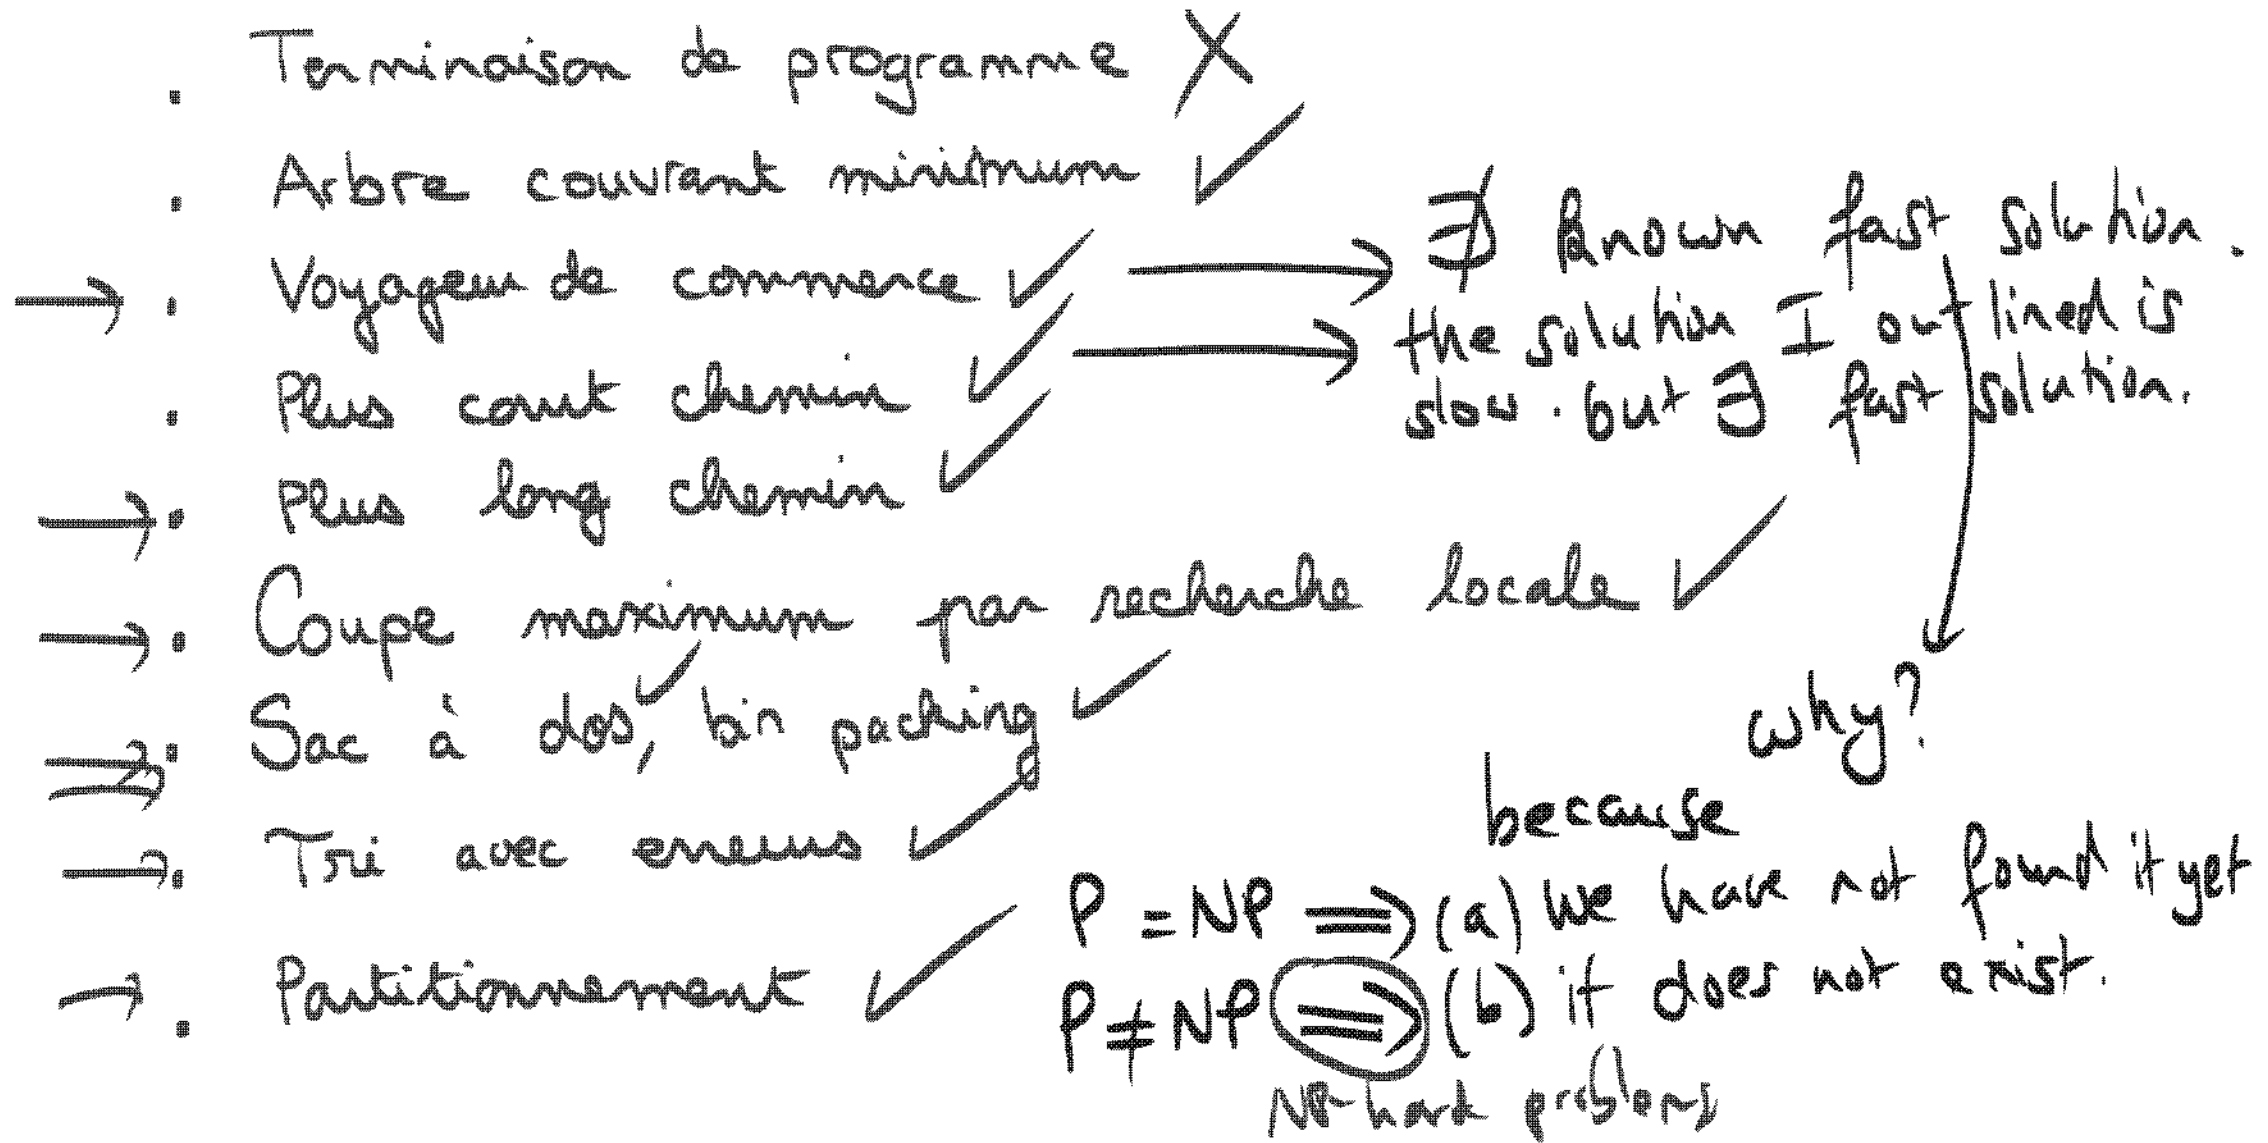 . Terminaison de programme X
. Arbre couvrant minimum ✓
→ . Voyageur de commerce ✓ → ∄ known fast solution.
. Plus court chemin ✓ → the solution I outlined is
slow. but ∃ fast solution.
→ . Plus long chemin ✓
→ . Coupe maximum par recherche locale ✓
→ . Sac à dos, ✓ bin packing ✓
why?
because
→ . Tri avec erreurs ✓
P = NP ⇒ (a) We have not found it yet
→ . Partitionnement ✓
P ≠ NP ⇒ (b) it does not exist.
NP-hard problems